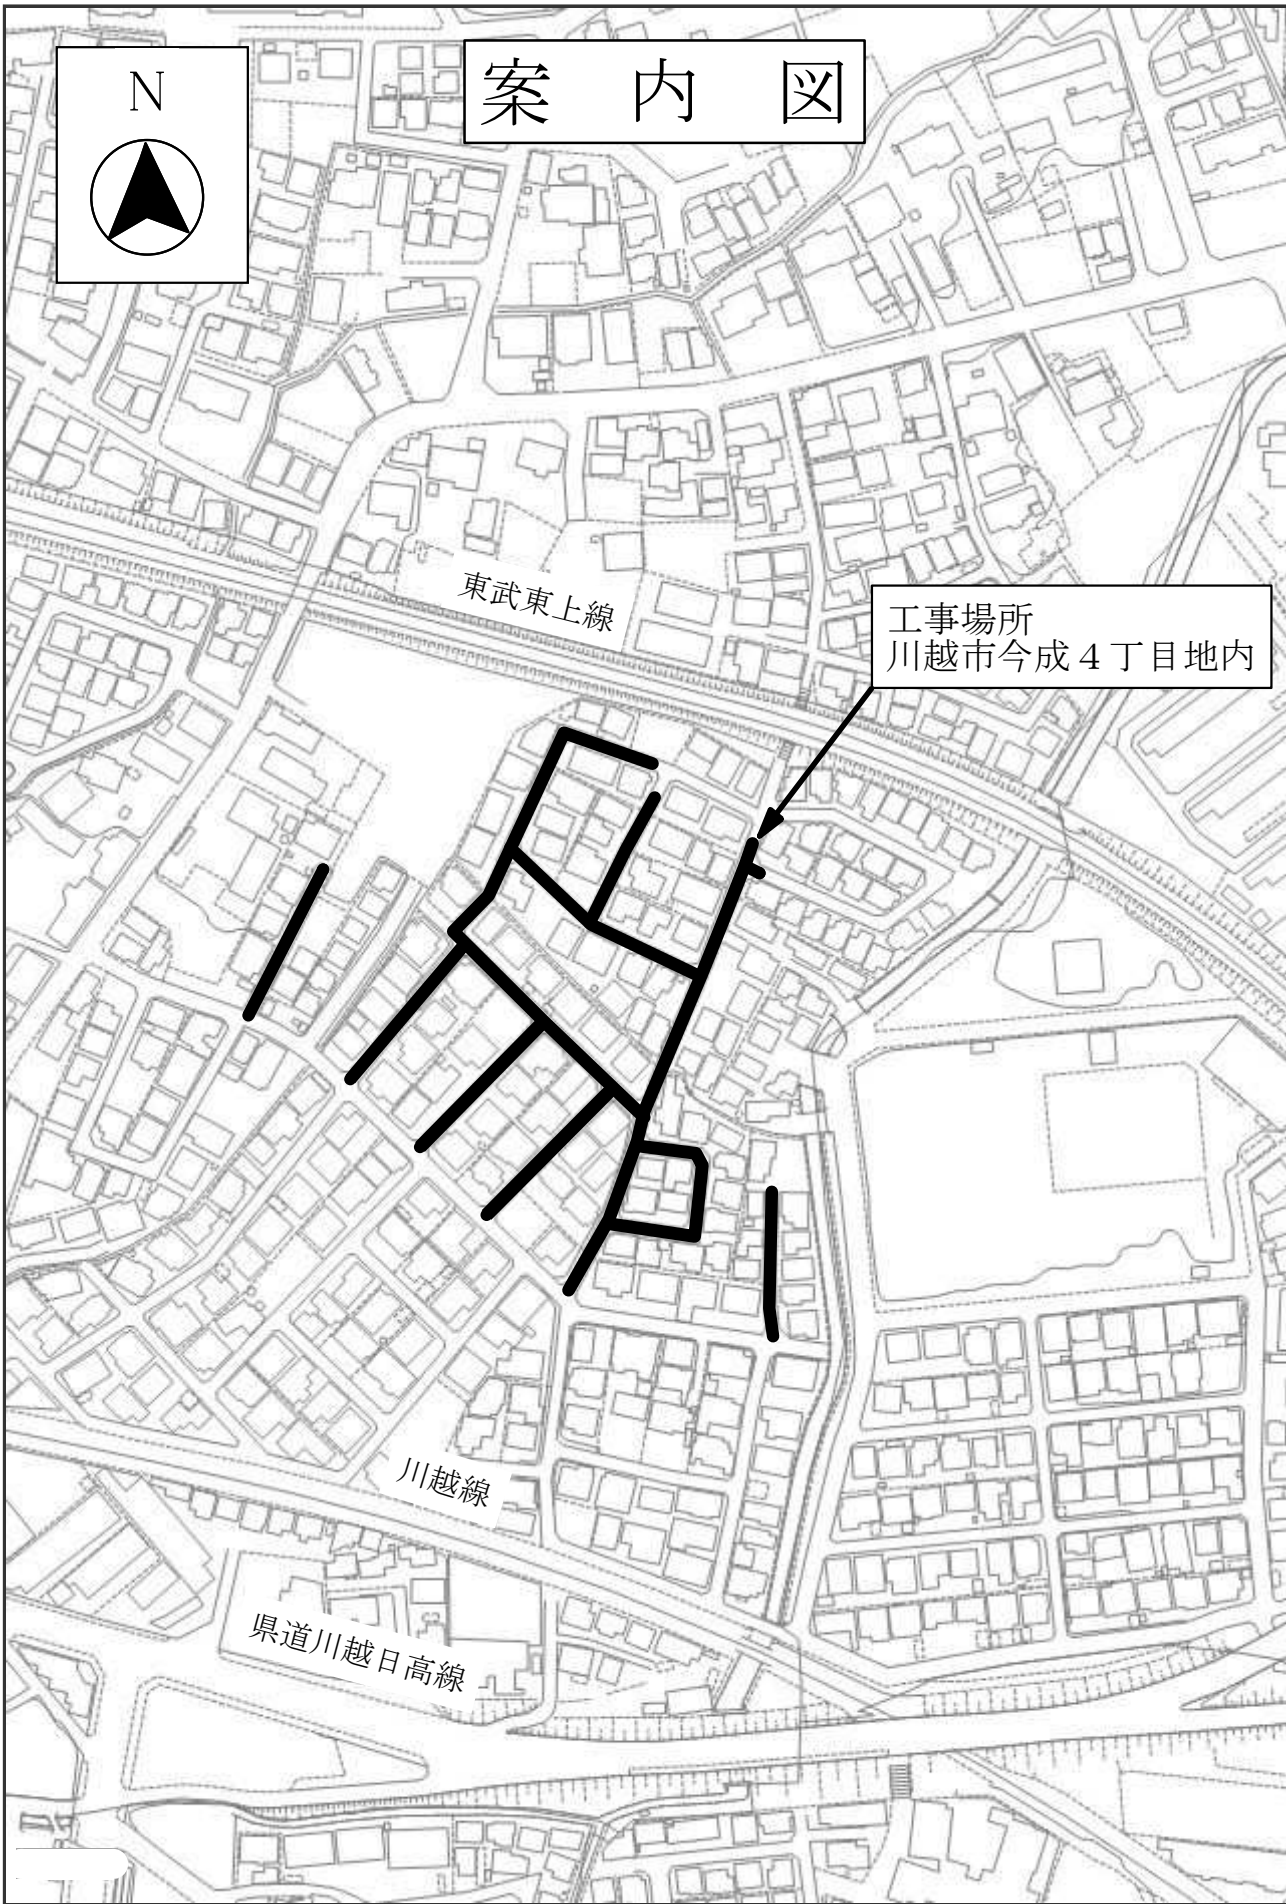 N
案内図
東武東上線
工事場所
川越市今成４丁目地内
川越線
県道川越日高線